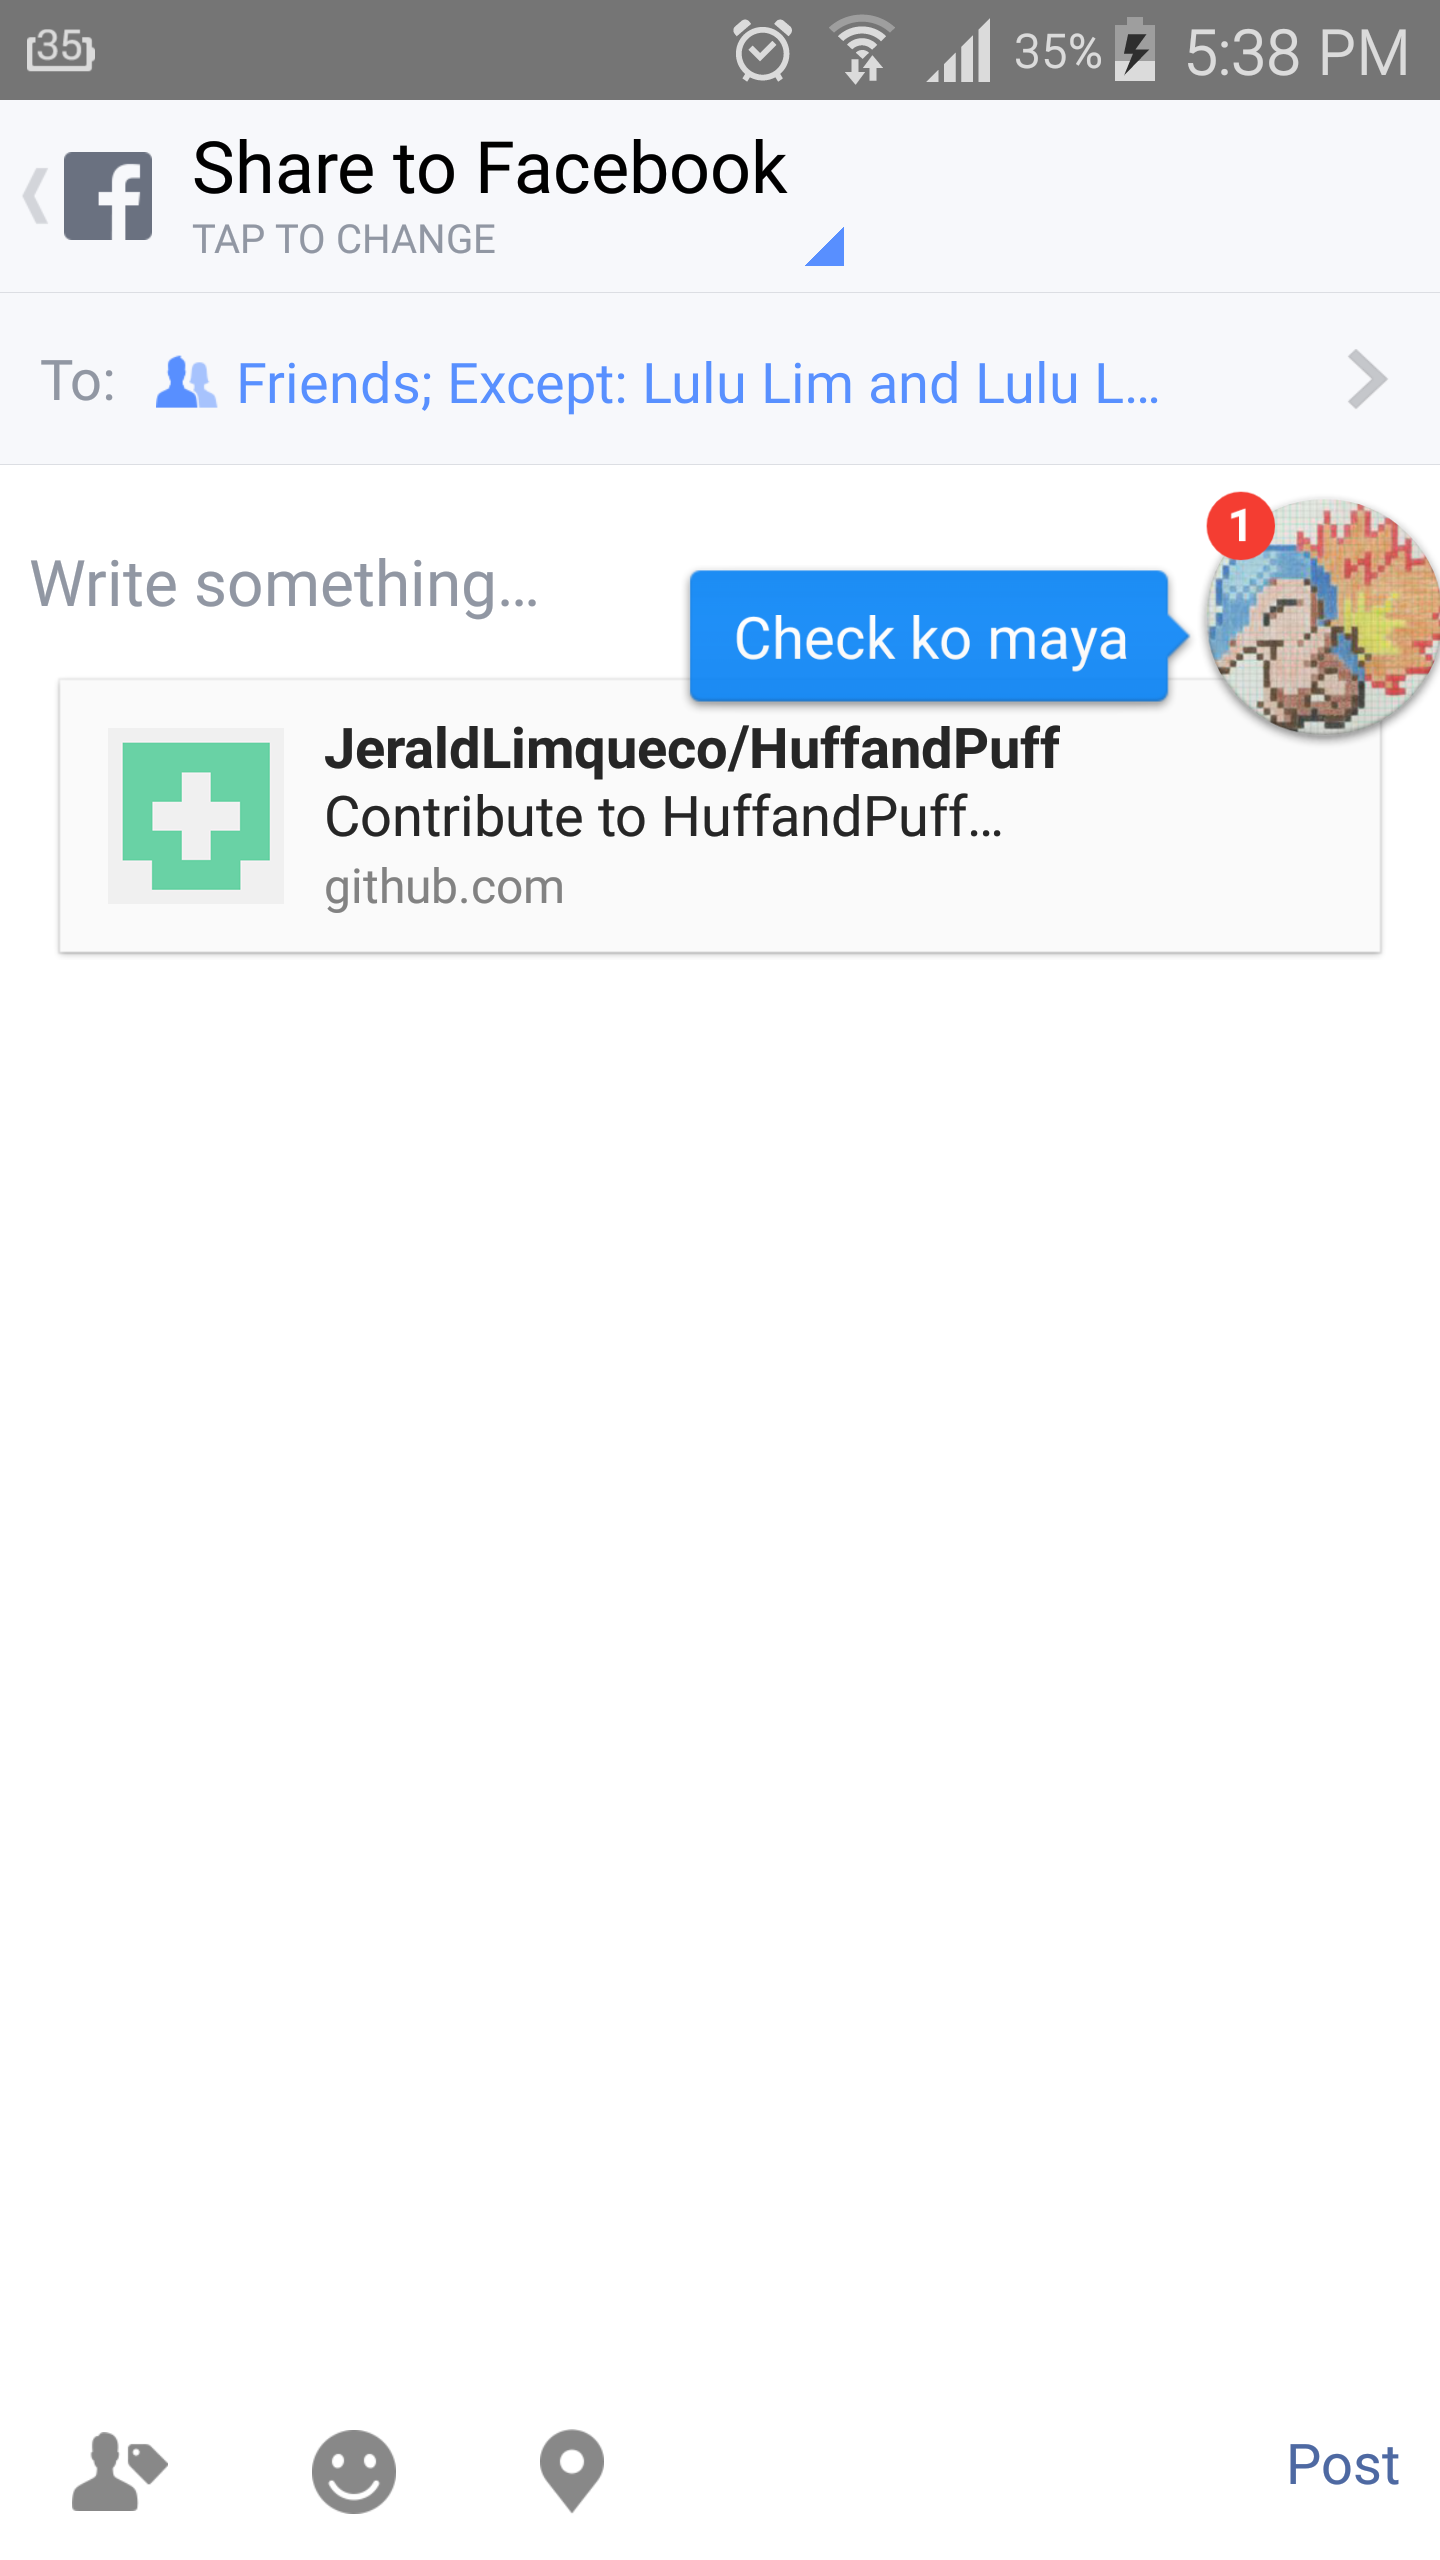 35
35% 5:38 PM
Share to Facebook
TAP TO CHANGE
To: Friends; Except: Lulu Lim and Lulu L...
1
Write something...
Check ko maya
JeraldLimqueco/HuffandPuff
Contribute to HuffandPuff...
github.com
Post